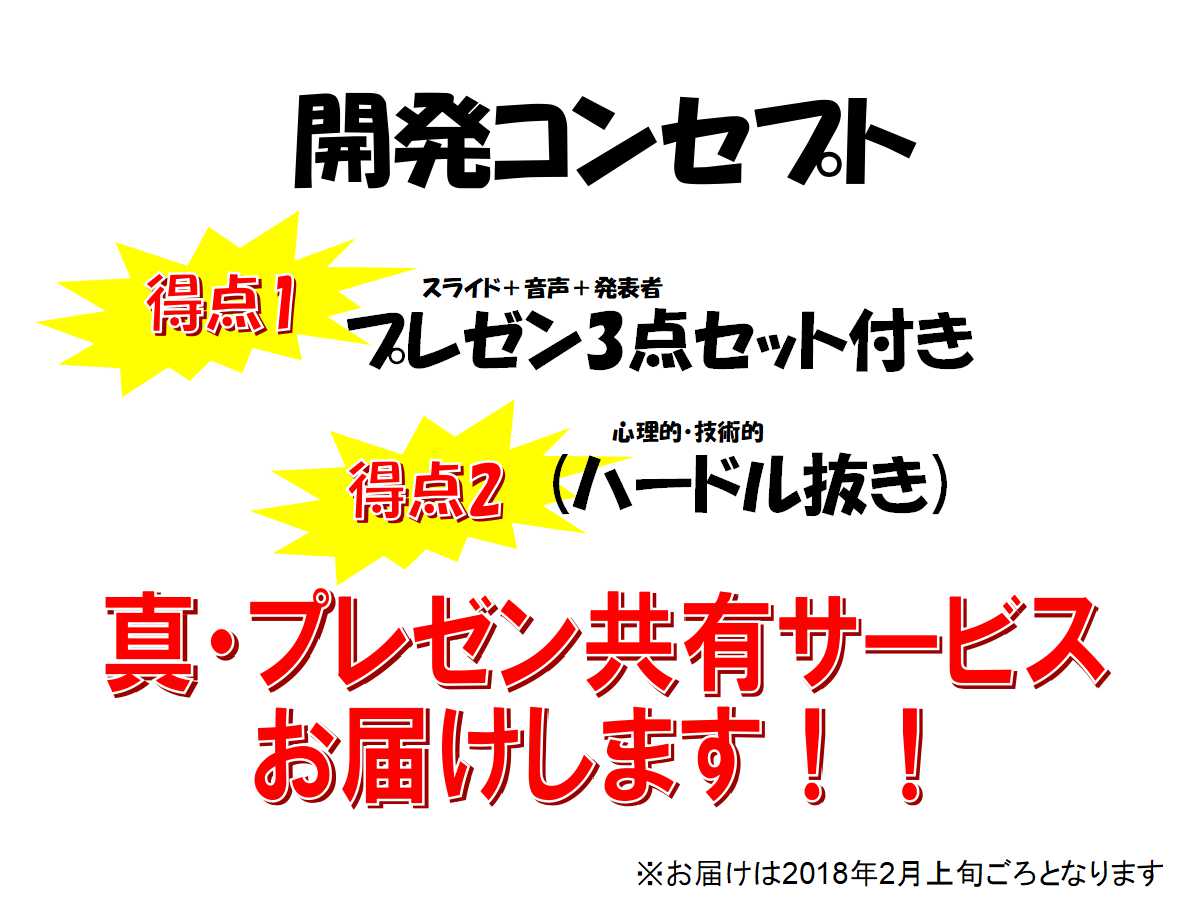 開発コンセプト
得点1
スライド+音声+発表者
プレゼン3点セット付き
得点2
心理的・技術的
(ハードル抜き)
真・プレゼン共有サービス
お届けします！！
※お届けは2018年2月上旬ごろとなります